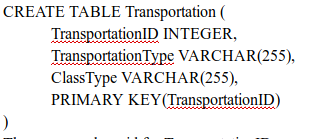 CREATE TABLE Transportation (
TransportationID INTEGER,
TransportationType VARCHAR(255),
ClassType VARCHAR(255),
PRIMARY KEY(TransportationID)
)